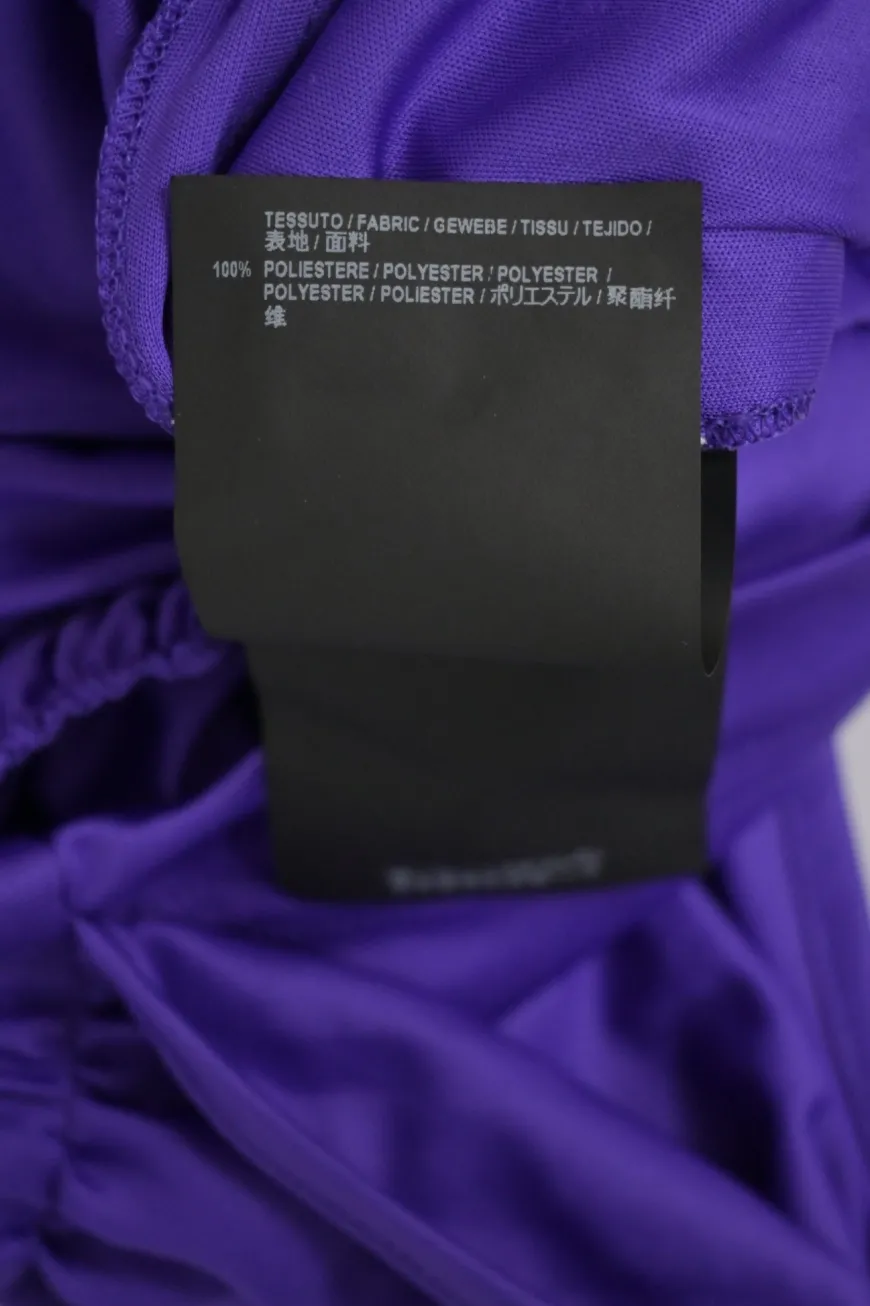 TESSUTO / FABRIC / GEWEBE / TISSU / TEJIDO /
表地 / 面料
100% POLIESTERE / POLYESTER / POLYESTER /
POLYESTER / POLIESTER / ポリエステル / 聚酯纤
维